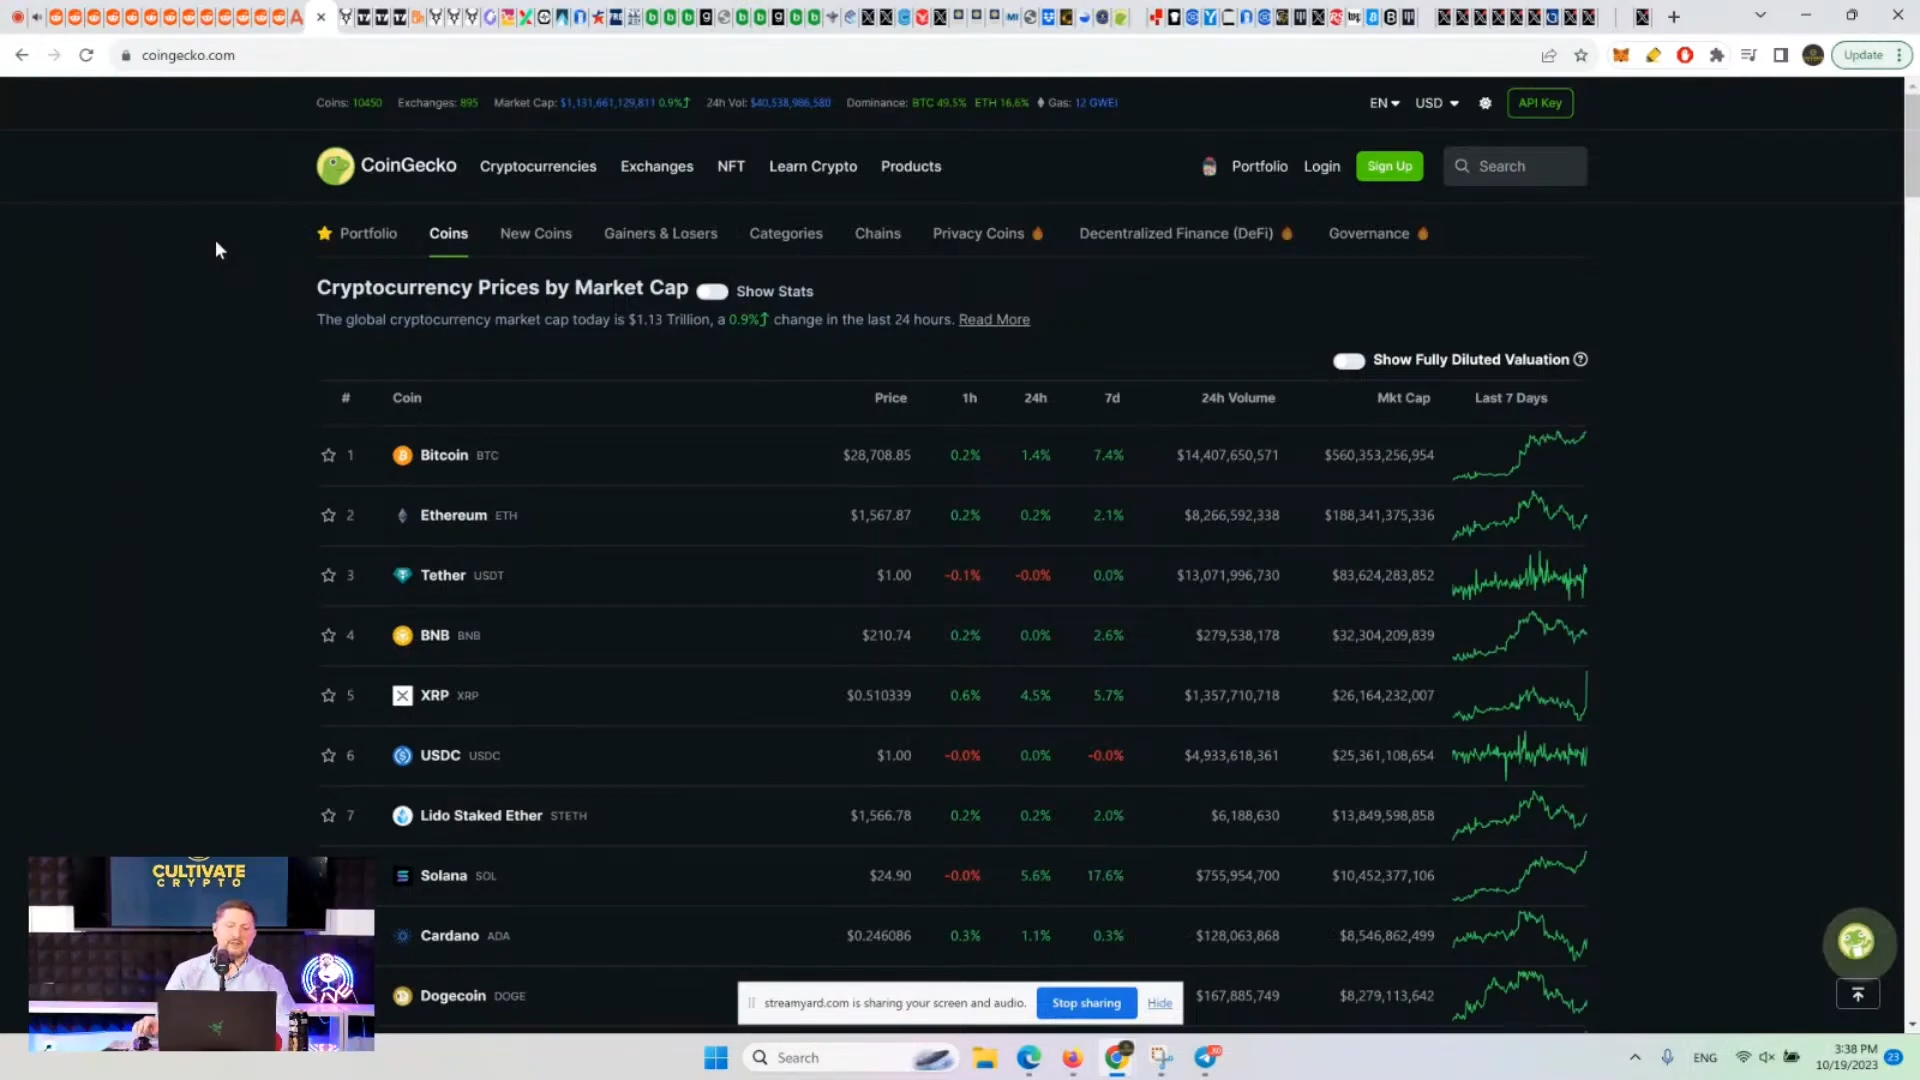 coingecko.com
Update
Coins: 10450 Exchanges: 895 Market Cap: $1,131,661,129,811 0.9% 24h Vol: $40,538,986,580 Dominance: BTC 49.5% ETH 16.6% Gas: 12 GWEI
EN USD API Key
CoinGecko Cryptocurrencies Exchanges NFT Learn Crypto Products Portfolio Login Sign Up Search
Portfolio Coins New Coins Gainers & Losers Categories Chains Privacy Coins Decentralized Finance (DeFi) Governance
Cryptocurrency Prices by Market Cap Show Stats
The global cryptocurrency market cap today is $1.13 Trillion, a 0.9% change in the last 24 hours. Read More
Show Fully Diluted Valuation
# Coin Price 1h 24h 7d 24h Volume Mkt Cap Last 7 Days
1 Bitcoin BTC $28,708.85 0.2% 1.4% 7.4% $14,407,650,571 $560,353,256,954
2 Ethereum ETH $1,567.87 0.2% 0.2% 2.1% $8,266,592,338 $188,341,375,336
3 Tether USDT $1.00 -0.1% -0.0% 0.0% $13,071,996,730 $83,624,283,852
4 BNB BNB $210.74 0.2% 0.0% 2.6% $279,538,178 $32,304,209,839
5 XRP XRP $0.510339 0.6% 4.5% 5.7% $1,357,710,718 $26,164,232,007
6 USDC USDC $1.00 -0.0% 0.0% -0.0% $4,933,618,361 $25,361,108,654
7 Lido Staked Ether STETH $1,566.78 0.2% 0.2% 2.0% $6,188,630 $13,849,598,858
Solana SOL $24.90 -0.0% 5.6% 17.6% $755,954,700 $10,452,377,106
Cardano ADA $0.246086 0.3% 1.1% 0.3% $128,063,868 $8,546,862,499
Dogecoin DOGE $167,885,749 $8,279,113,642
CULTIVATE
CRYPTO
streamyard.com is sharing your screen and audio. Stop sharing Hide
Search
ENG
3:38 PM
10/19/2023
23